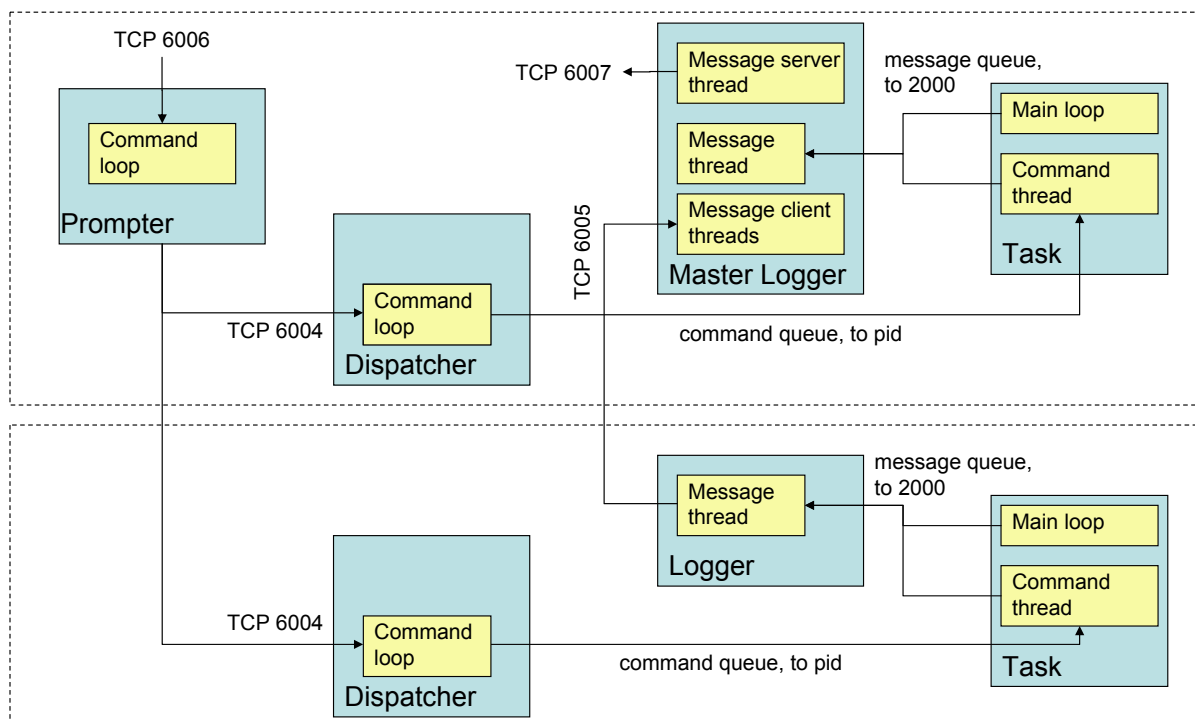 TCP 6006
Command
loop
Prompter
TCP 6007
Message server
thread
Message
thread
Message client
threads
Master Logger
message queue,
to 2000
Main loop
Command
thread
Task
TCP 6005
TCP 6004
Command
loop
Dispatcher
command queue, to pid
Message
thread
Logger
message queue,
to 2000
Main loop
Command
thread
Task
TCP 6004
Command
loop
Dispatcher
command queue, to pid